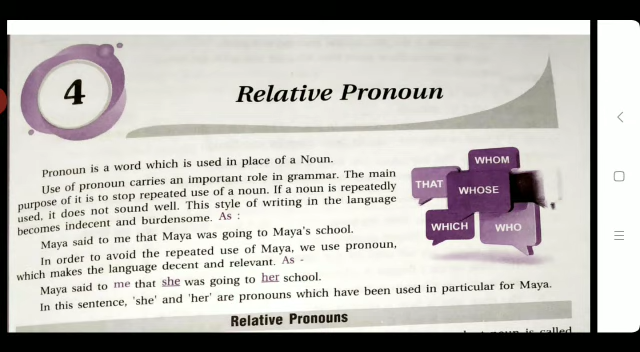 4
Relative Pronoun
Pronoun is a word which is used in place of a Noun.
Use of pronoun carries an important role in grammar. The main
purpose of it is to stop repeated use of a noun. If a noun is repeatedly
used, it does not sound well. This style of writing in the language
becomes indecent and burdensome. As :
WHOM
THAT
WHOSE
WHICH
WHO
Maya said to me that Maya was going to Maya's school.
In order to avoid the repeated use of Maya, we use pronoun,
which makes the language decent and relevant. As -
Maya said to me that she was going to her school.
In this sentence, 'she' and 'her' are pronouns which have been used in particular for Maya.
Relative Pronouns
is called